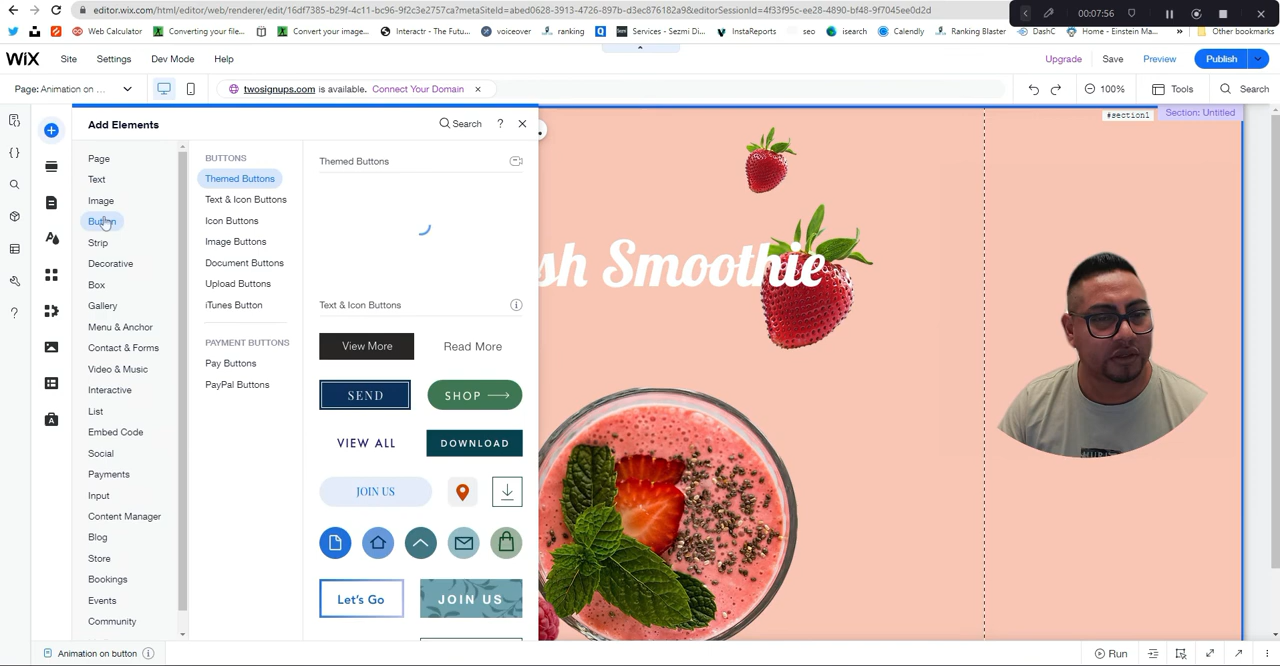 editor.wix.com/html/editor/web/renderer/edit/16df7385-b29f-4c11-bc96-9f2c3e2757ca?metaSiteId=abed0628-3913-4726-897b-d3ec876182a9&editorSessionId=4f33f95c-ee28-4890-bf48-9f7045ee0d2d
00:07:56
Web Calculator
Converting your file...
Convert your image...
Interactr - The Futu...
voiceover
ranking
Services - Sezmi Di...
InstaReports
seo
isearch
Calendly
Ranking Blaster
DashC
Home - Einstein Ma...
Other bookmarks
WiX
Site
Settings
Dev Mode
Help
Upgrade
Save
Preview
Publish
Page: Animation on ...
twosignups.com is available. Connect Your Domain
100%
Tools
Search
Add Elements
Search
#section1
Section: Untitled
Page
Text
Image
Button
Strip
Decorative
Box
Gallery
Menu & Anchor
Contact & Forms
Video & Music
Interactive
List
Embed Code
Social
Payments
Input
Content Manager
Blog
Store
Bookings
Events
Community
BUTTONS
Themed Buttons
Text & Icon Buttons
Icon Buttons
Image Buttons
Document Buttons
Upload Buttons
iTunes Button
PAYMENT BUTTONS
Pay Buttons
PayPal Buttons
Themed Buttons
Text & Icon Buttons
View More
Read More
SEND
SHOP
VIEW ALL
DOWNLOAD
JOIN US
Let's Go
JOIN US
sh Smoothie
Animation on button
Run